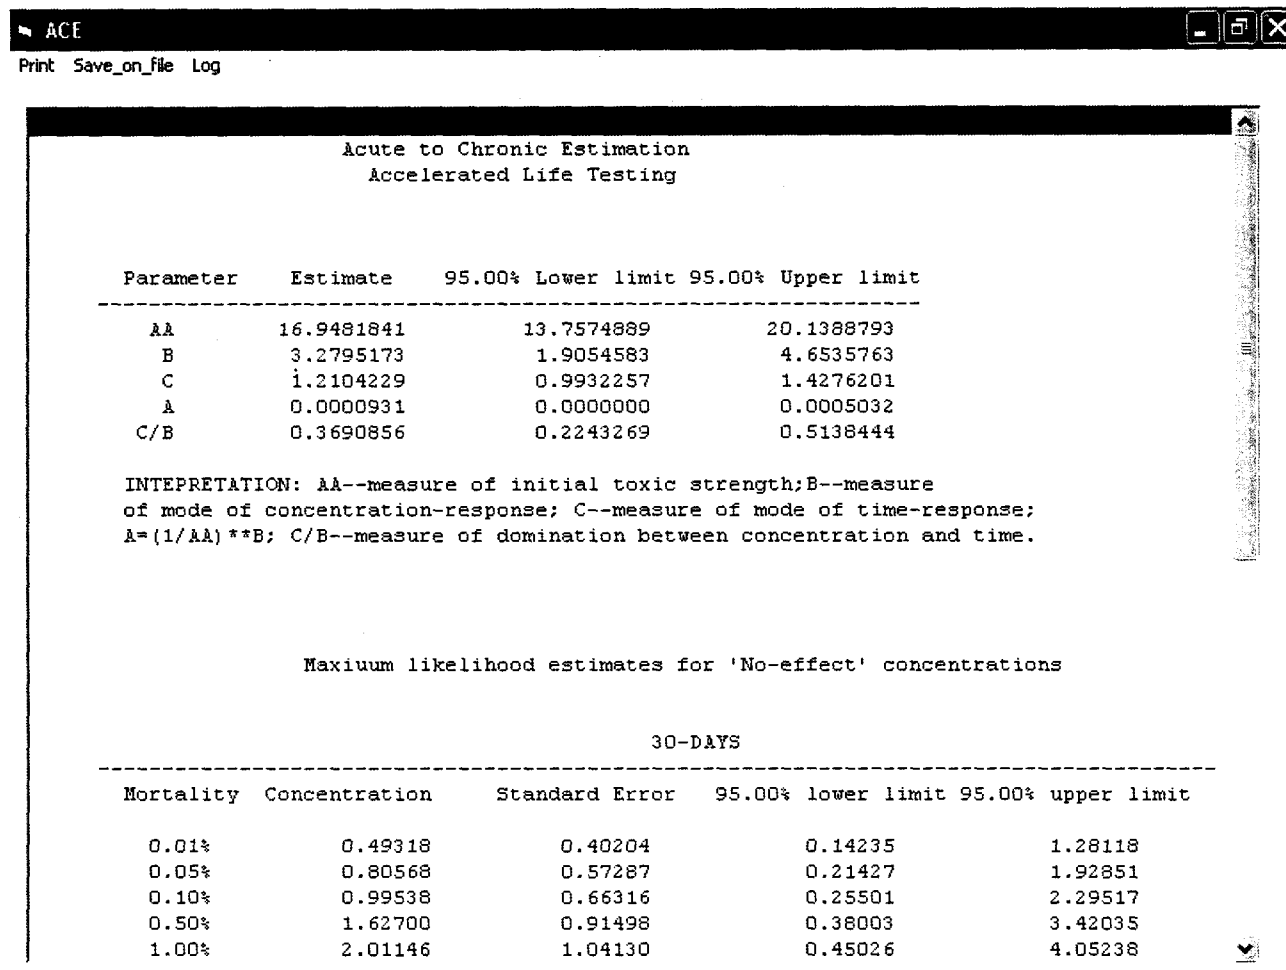 ACE
Print Save_on_file Log
Acute to Chronic Estimation
Accelerated Life Testing
Parameter Estimate 95.00% Lower limit 95.00% Upper limit
AA 16.9481841 13.7574889 20.1388793
B 3.2795173 1.9054583 4.6535763
C 1.2104229 0.9932257 1.4276201
A 0.0000931 0.0000000 0.0005032
C/B 0.3690856 0.2243269 0.5138444
INTEPRETATION: AA--measure of initial toxic strength;B--measure
of mode of concentration-response; C--measure of mode of time-response;
A=(1/AA)**B; C/B--measure of domination between concentration and time.
Maxiuum likelihood estimates for 'No-effect' concentrations
30-DAYS
Mortality Concentration Standard Error 95.00% lower limit 95.00% upper limit
0.01% 0.49318 0.40204 0.14235 1.28118
0.05% 0.80568 0.57287 0.21427 1.92851
0.10% 0.99538 0.66316 0.25501 2.29517
0.50% 1.62700 0.91498 0.38003 3.42035
1.00% 2.01146 1.04130 0.45026 4.05238